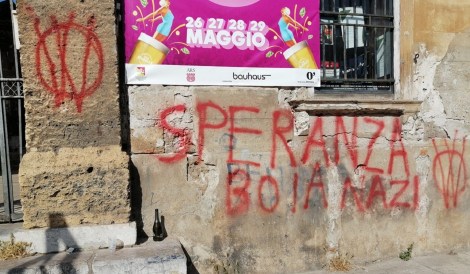 26 27 28 29
MAGGIO
bauhaus
SPERANZA
BOIA NAZI